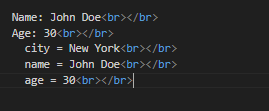 Name: John Doe<br></br>
Age: 30<br></br>
city = New York<br></br>
name = John Doe<br></br>
age = 30<br></br>